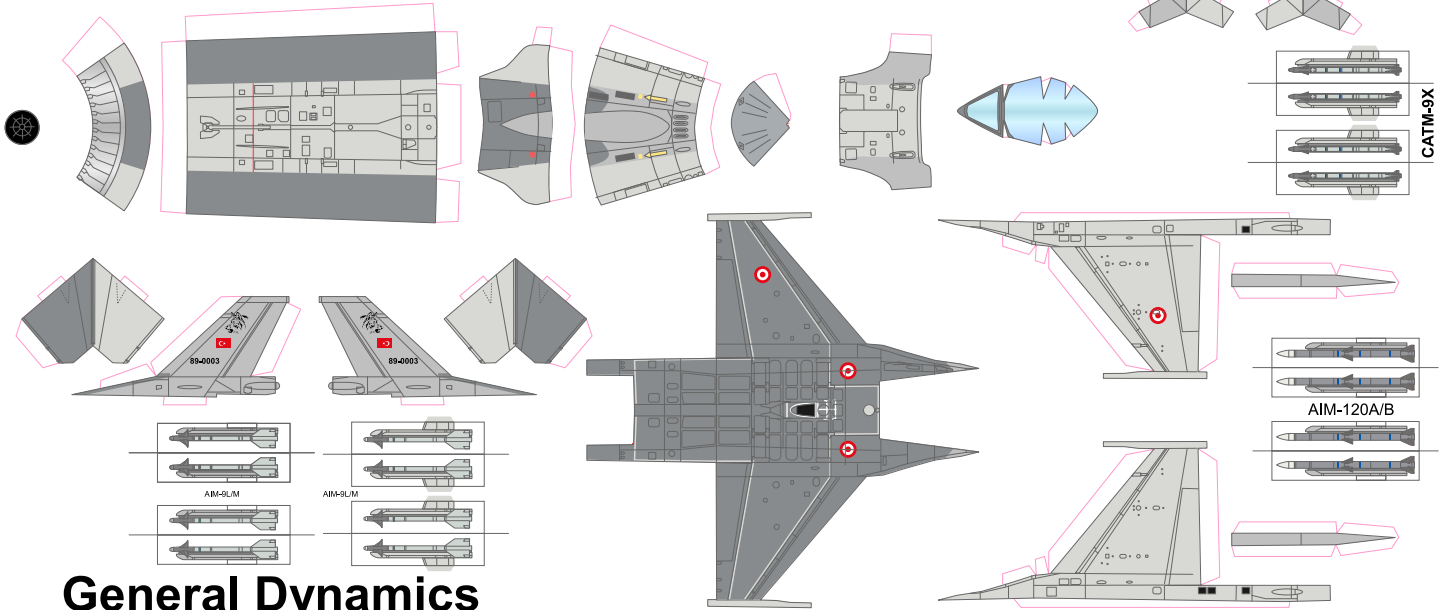 CATM-9X
89-0003
89-0003
AIM-120A/B
AIM-9L/M
AIM-9L/M
General Dynamics